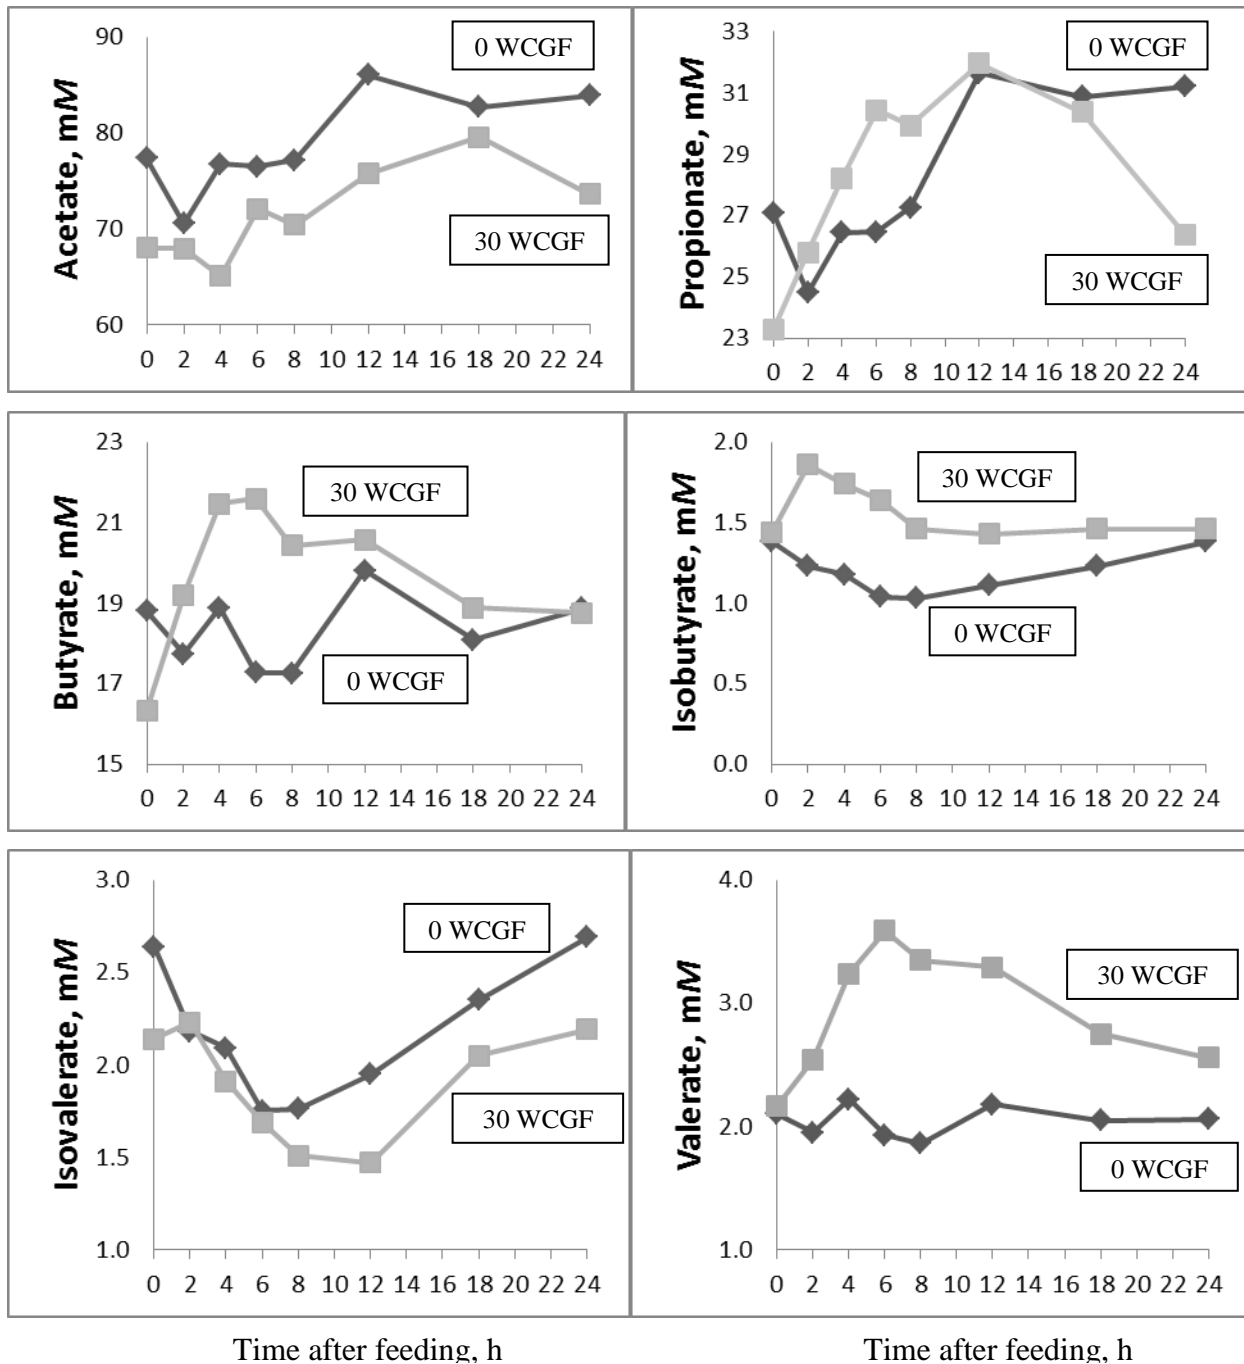 Acetate, mM
90
80
70
60
0 WCGF
30 WCGF
0 2 4 6 8 10 12 14 16 18 20 22 24
Propionate, mM
33
31
29
27
25
23
0 WCGF
30 WCGF
0 2 4 6 8 10 12 14 16 18 20 22 24
Butyrate, mM
23
21
19
17
15
30 WCGF
0 WCGF
0 2 4 6 8 10 12 14 16 18 20 22 24
Isobutyrate, mM
2.0
1.5
1.0
0.5
0.0
30 WCGF
0 WCGF
0 2 4 6 8 10 12 14 16 18 20 22 24
Isovalerate, mM
3.0
2.5
2.0
1.5
1.0
0 WCGF
30 WCGF
0 2 4 6 8 10 12 14 16 18 20 22 24
Valerate, mM
4.0
3.0
2.0
1.0
30 WCGF
0 WCGF
0 2 4 6 8 10 12 14 16 18 20 22 24
Time after feeding, h
Time after feeding, h